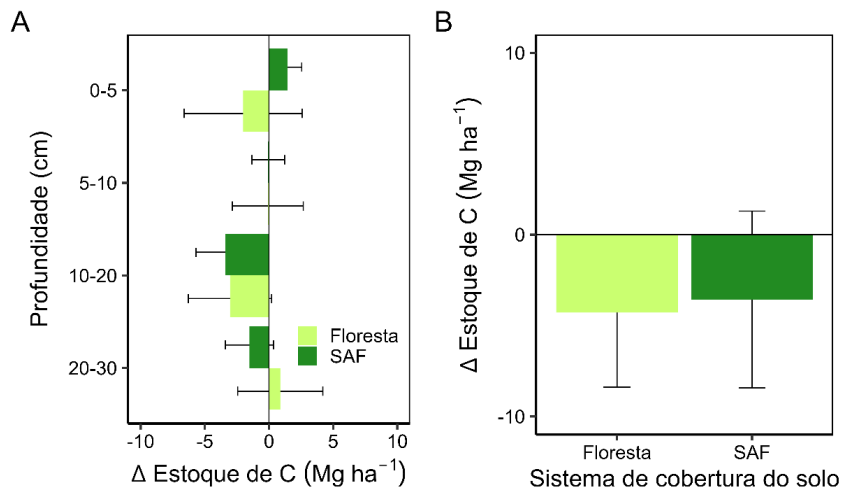 A
Profundidade (cm)
0-5
5-10
10-20
20-30
Floresta
SAF
-10
-5
0
5
10
Δ Estoque de C (Mg ha⁻¹)
B
Δ Estoque de C (Mg ha⁻¹)
10
0
-10
Floresta
SAF
Sistema de cobertura do solo